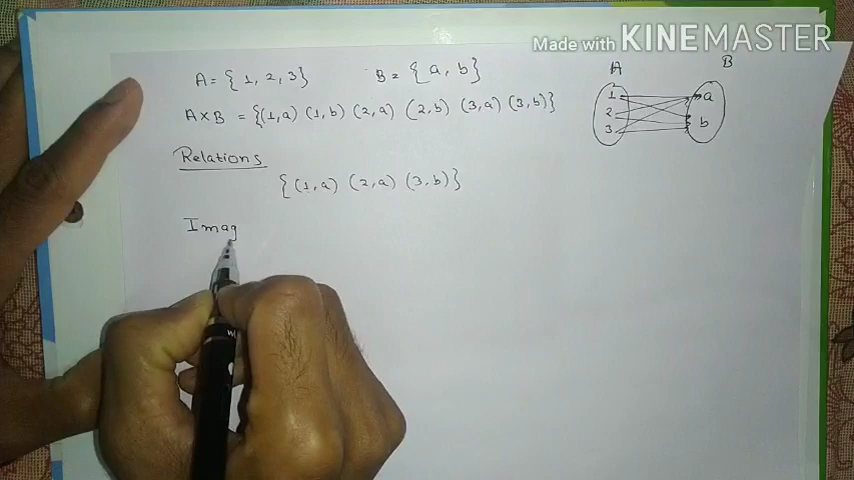 Made with KINEMASTER
A = { 1, 2, 3} B = {a, b}
A B
A x B = {(1,a) (1,b) (2,a) (2,b) (3,a) (3,b)}
1 a
2
3 b
Relations
{(1,a) (2,a) (3,b)}
Imag